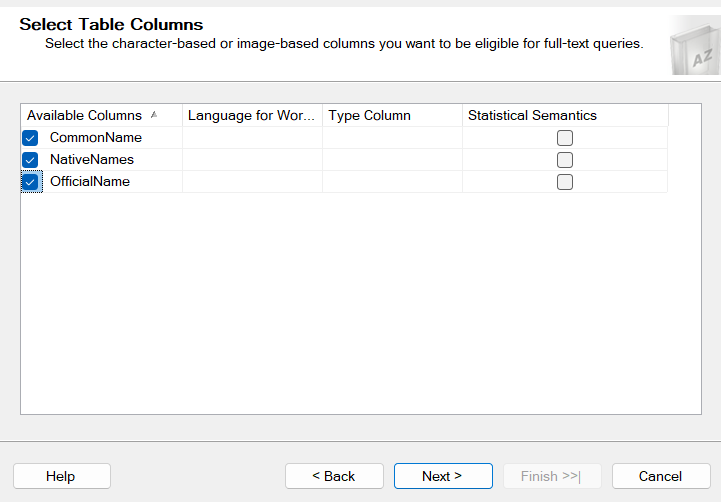 Select Table Columns
Select the character-based or image-based columns you want to be eligible for full-text queries.
AZ
Available Columns Language for Wor... Type Column Statistical Semantics
CommonName
NativeNames
OfficialName
Help < Back Next > Finish >>| Cancel